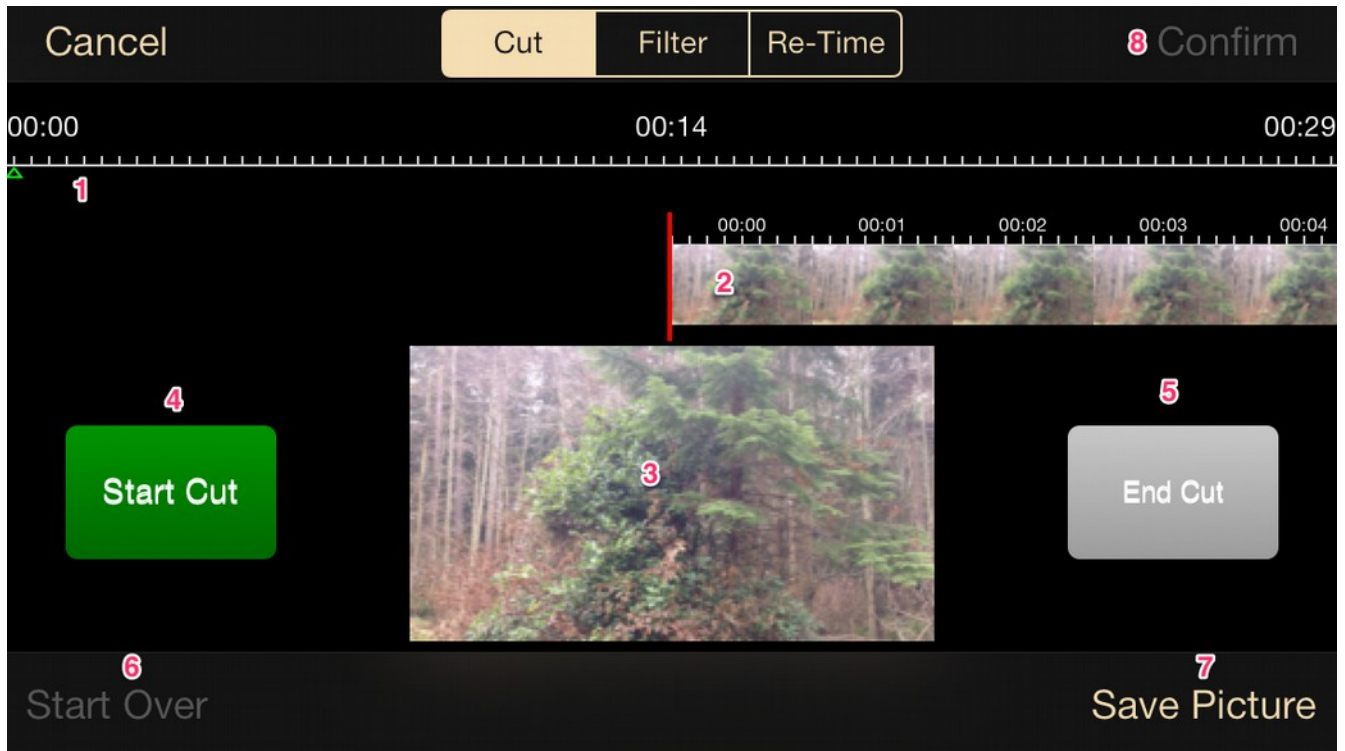 Cancel Cut Filter Re-Time 8 Confirm
00:00 00:14 00:29
1
00:00 00:01 00:02 00:03 00:04
2
4 5
3
Start Cut End Cut
6 7
Start Over Save Picture